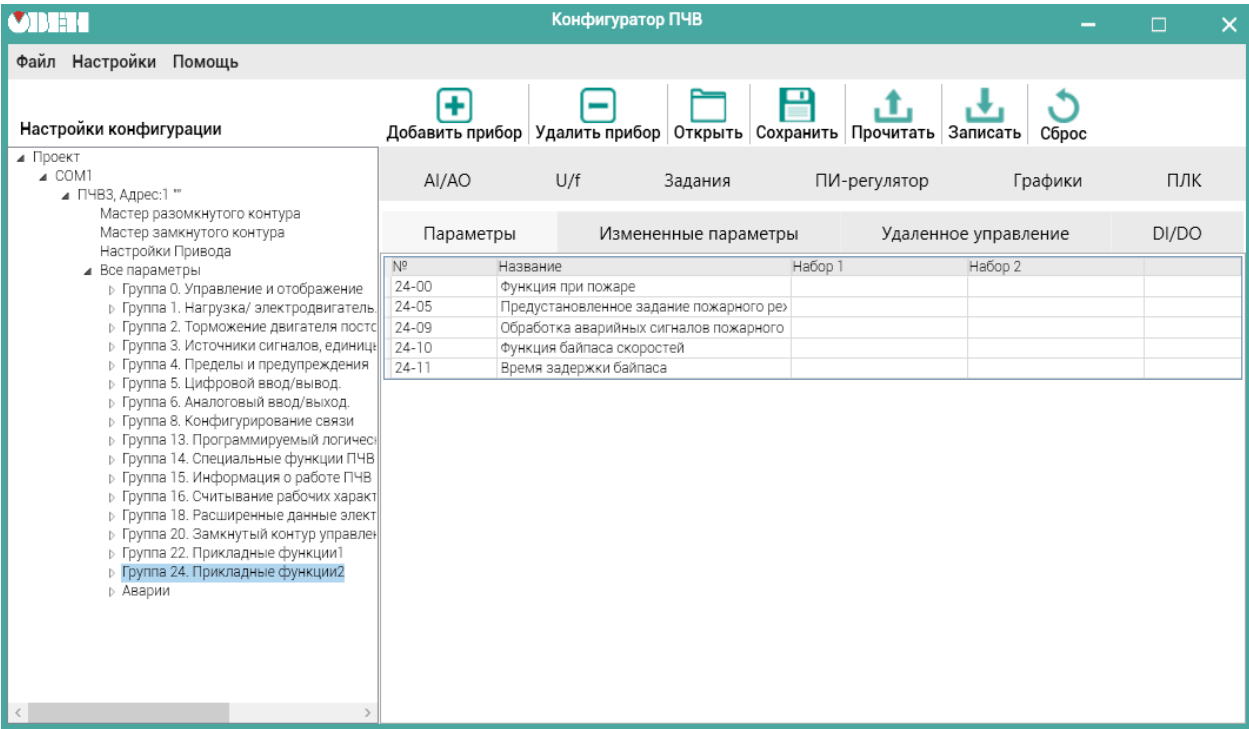 ОВЕН Конфигуратор ПЧВ
Файл Настройки Помощь
Настройки конфигурации
Добавить прибор Удалить прибор Открыть Сохранить Прочитать Записать Сброс
Проект
COM1
ПЧВ3, Адрес:1 ""
Мастер разомкнутого контура
Мастер замкнутого контура
Настройки Привода
Все параметры
Группа 0. Управление и отображение
Группа 1. Нагрузка/ электродвигатель.
Группа 2. Торможение двигателя постс
Группа 3. Источники сигналов, единиць
Группа 4. Пределы и предупреждения
Группа 5. Цифровой ввод/вывод.
Группа 6. Аналоговый ввод/выход.
Группа 8. Конфигурирование связи
Группа 13. Программируемый логическ
Группа 14. Специальные функции ПЧВ
Группа 15. Информация о работе ПЧВ
Группа 16. Считывание рабочих характ
Группа 18. Расширенные данные элект
Группа 20. Замкнутый контур управлен
Группа 22. Прикладные функции1
Группа 24. Прикладные функции2
Аварии
AI/AO U/f Задания ПИ-регулятор Графики ПЛК
Параметры Измененные параметры Удаленное управление DI/DO
№ Название Набор 1 Набор 2
24-00 Функция при пожаре
24-05 Предустановленное задание пожарного реж
24-09 Обработка аварийных сигналов пожарного
24-10 Функция байпаса скоростей
24-11 Время задержки байпаса